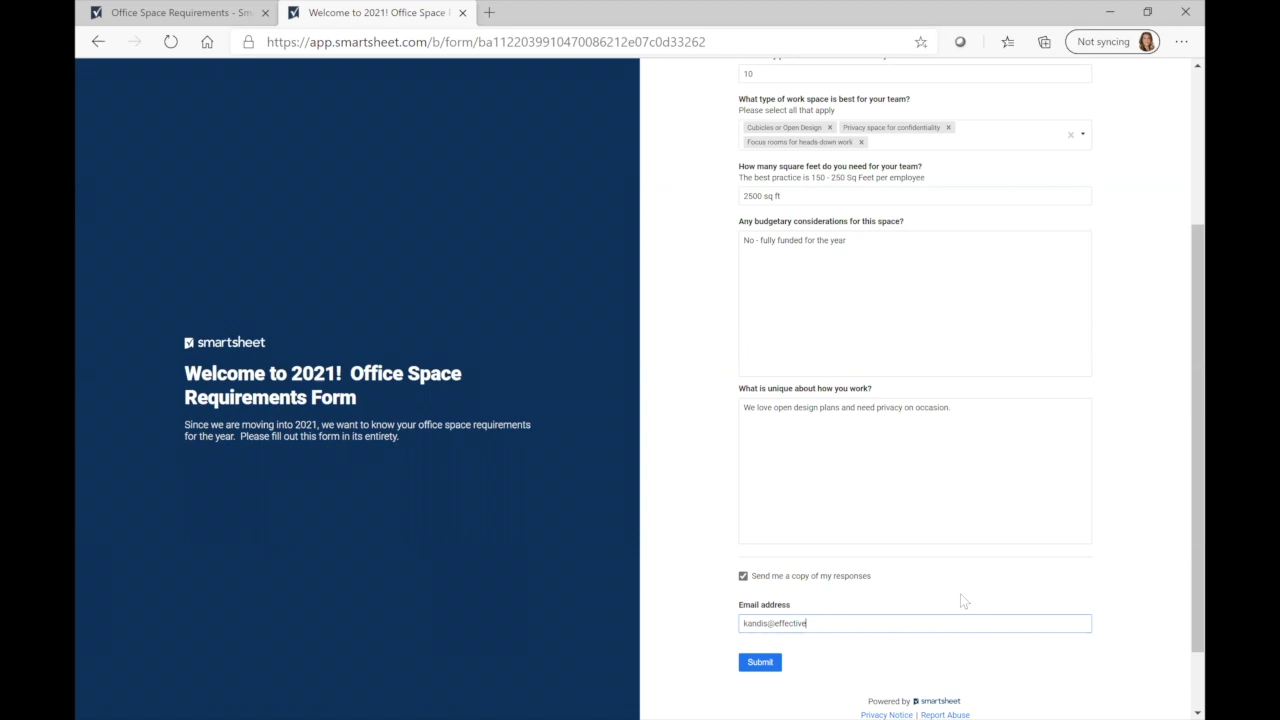 Office Space Requirements - Sm
Welcome to 2021! Office Space
https://app.smartsheet.com/b/form/ba1122039910470086212e07c0d33262
Not syncing
smartsheet
Welcome to 2021! Office Space
Requirements Form
Since we are moving into 2021, we want to know your office space requirements
for the year. Please fill out this form in its entirety.
10
What type of work space is best for your team?
Please select all that apply
Cubicles or Open Design
Privacy space for confidentiality
Focus rooms for heads-down work
How many square feet do you need for your team?
The best practice is 150 - 250 Sq Feet per employee
2500 sq ft
Any budgetary considerations for this space?
No - fully funded for the year
What is unique about how you work?
We love open design plans and need privacy on occasion.
Send me a copy of my responses
Email address
kandis@effective
Submit
Powered by smartsheet
Privacy Notice | Report Abuse